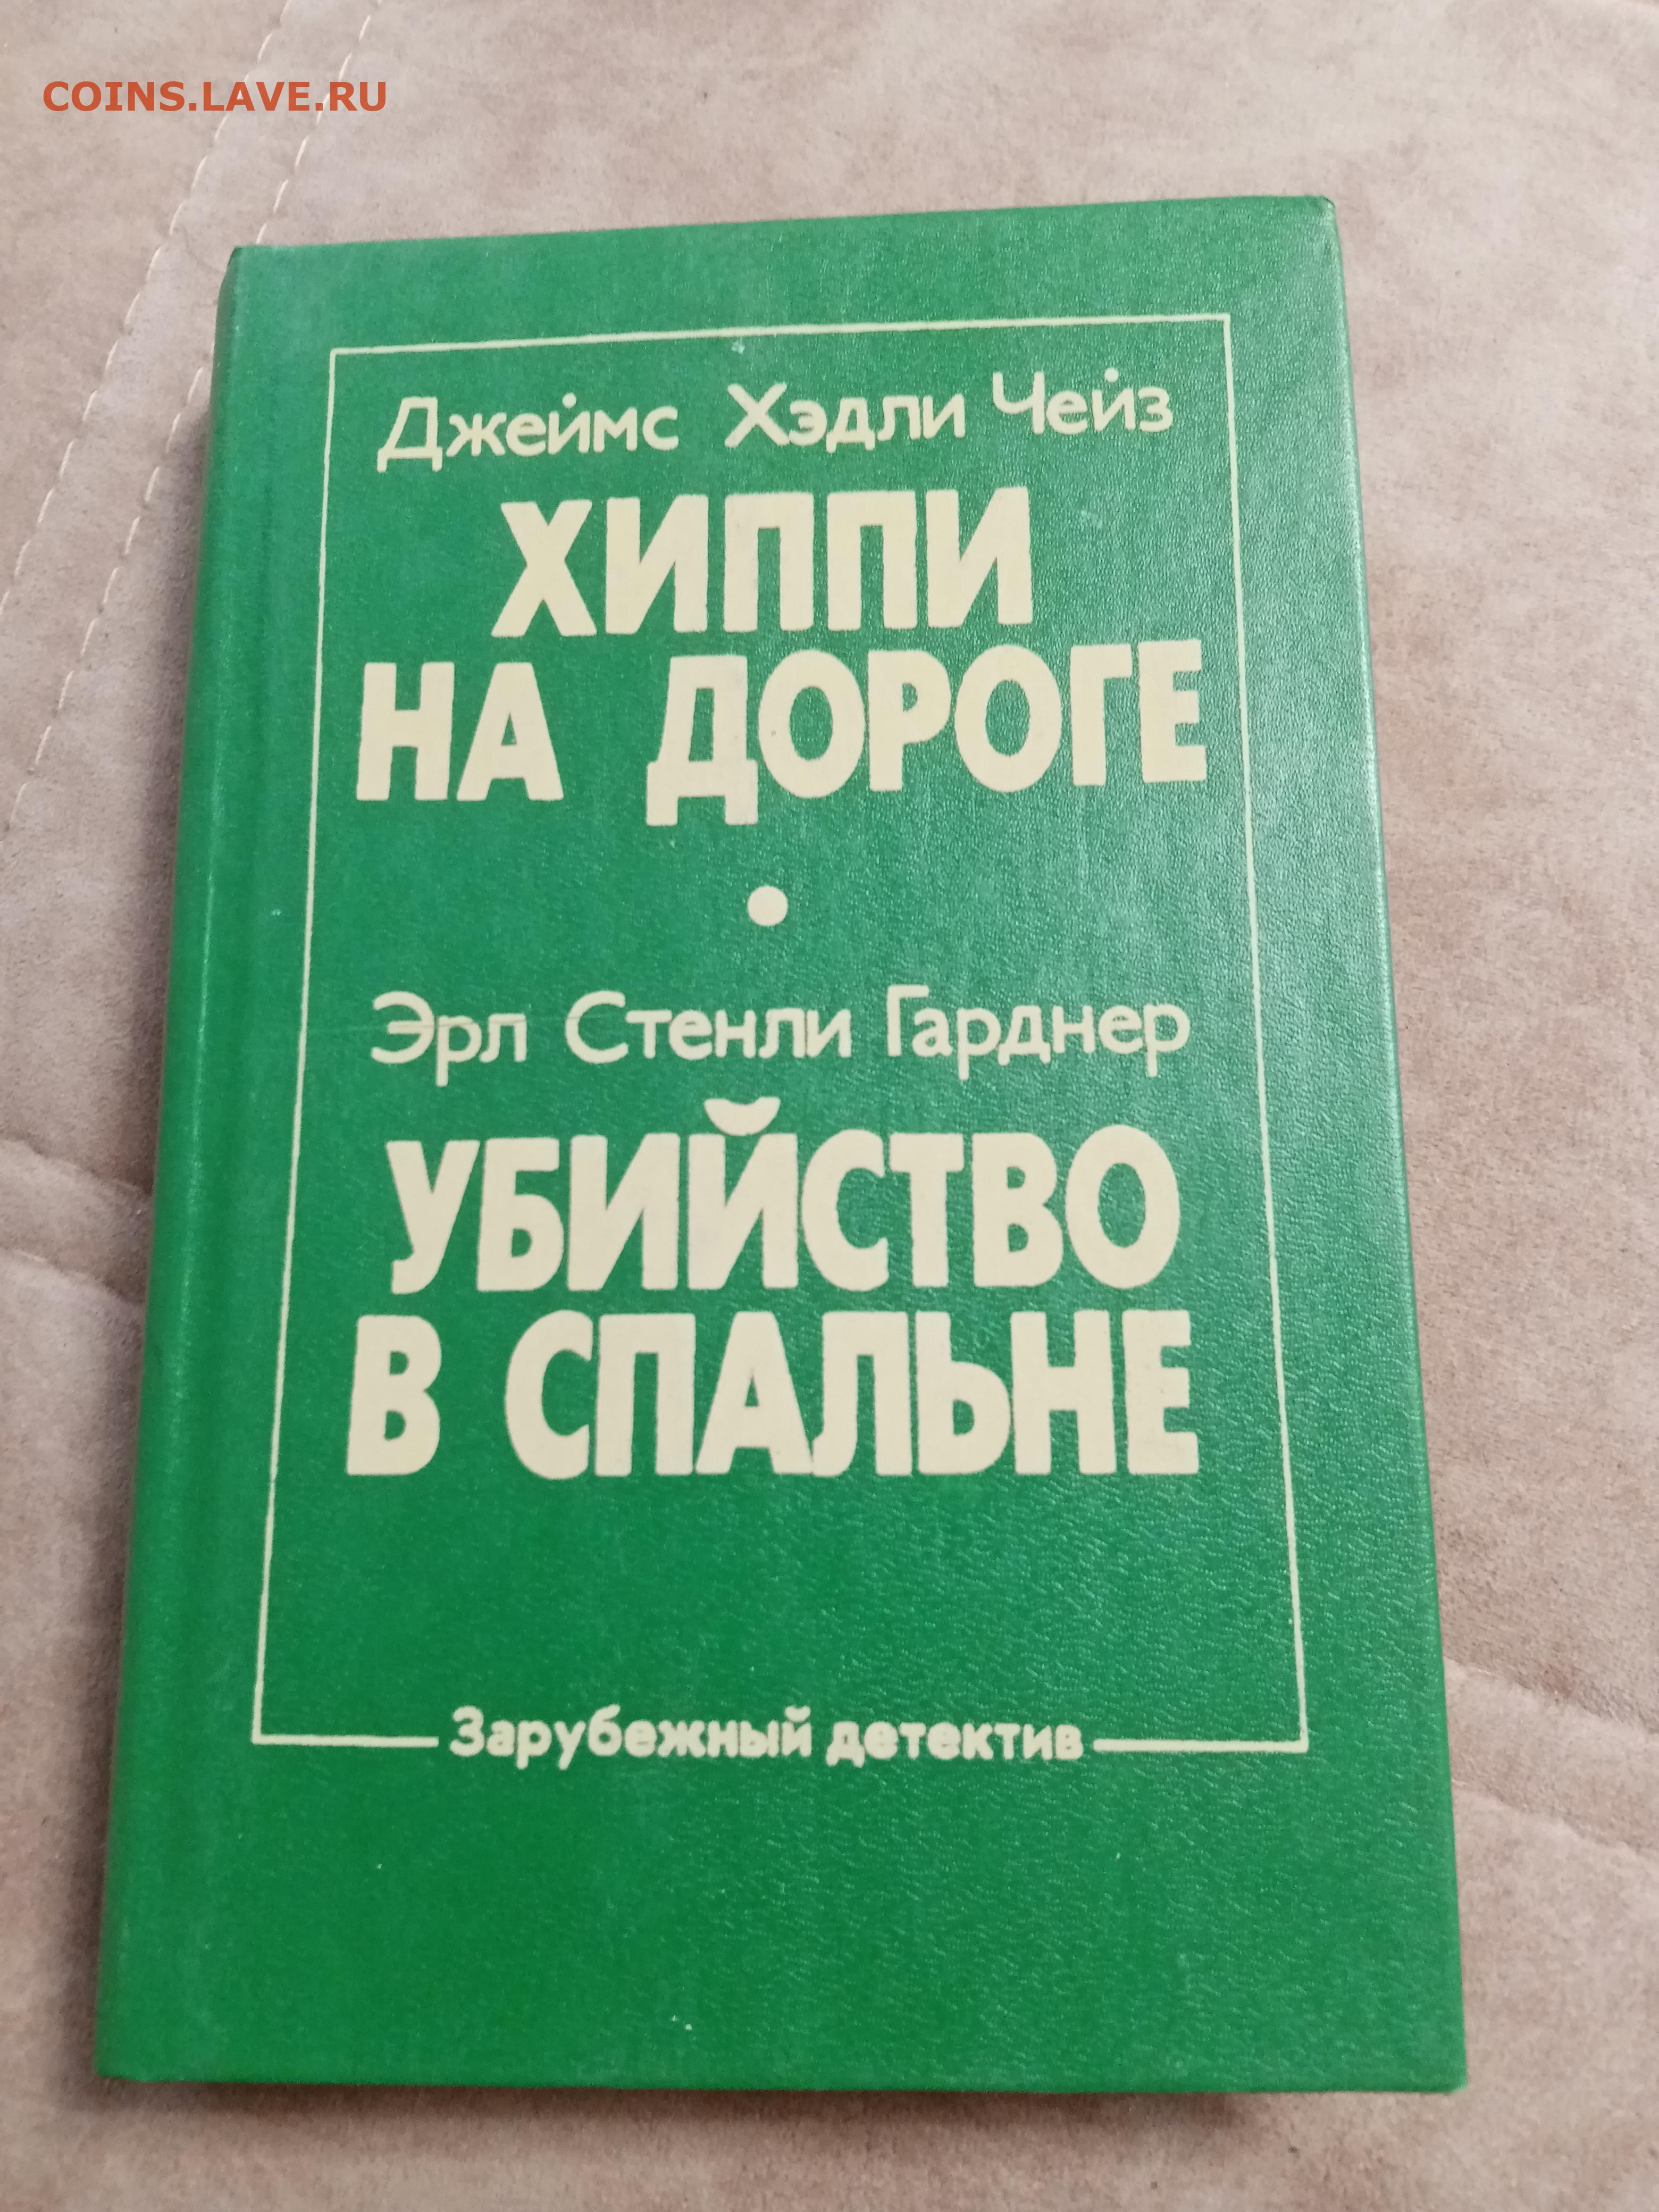 COINS.LAVE.RU
Джеймс Хэдли Чейз
ХИППИ
НА ДОРОГЕ
Эрл Стенли Гарднер
УБИЙСТВО
В СПАЛЬНЕ
Зарубежный детектив